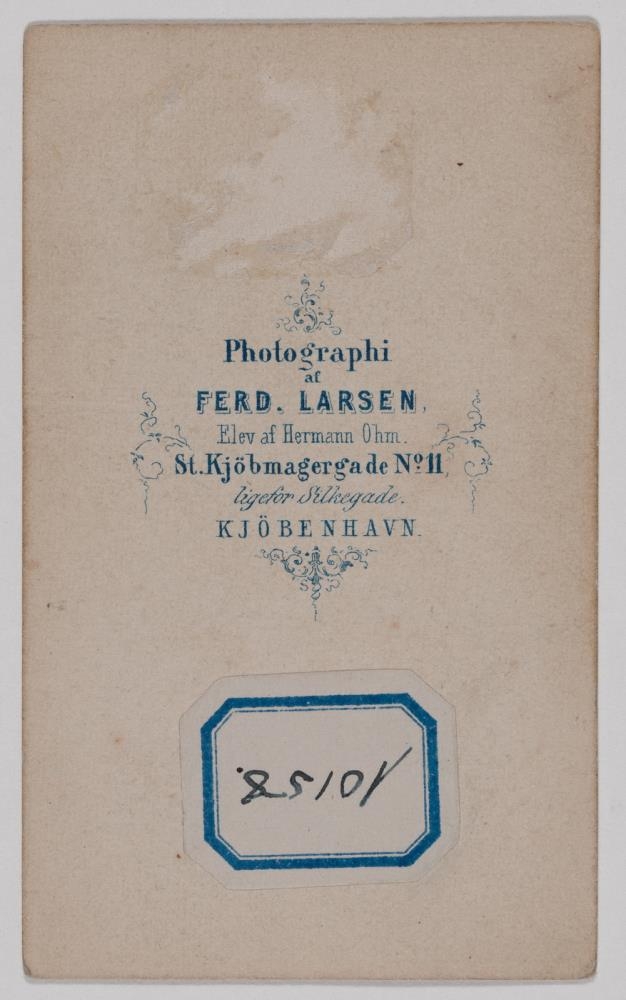 Photographi
af
FERD. LARSEN,
Elev af Hermann Ohm.
St. Kjöbmagergade No. 11,
ligefor Silkegade.
KJÖBENHAVN.